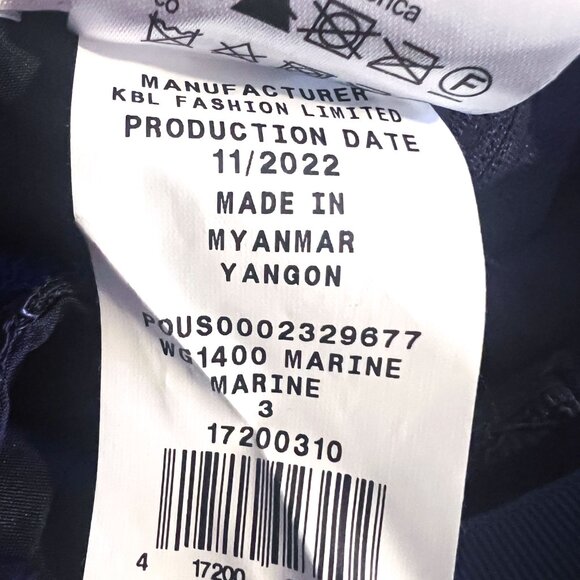 MANUFACTURER
KBL FASHION LIMITED
PRODUCTION DATE
11/2022
MADE IN
MYANMAR
YANGON
POUS0002329677
WG1400 MARINE
MARINE
3
17200310
4 17200
F